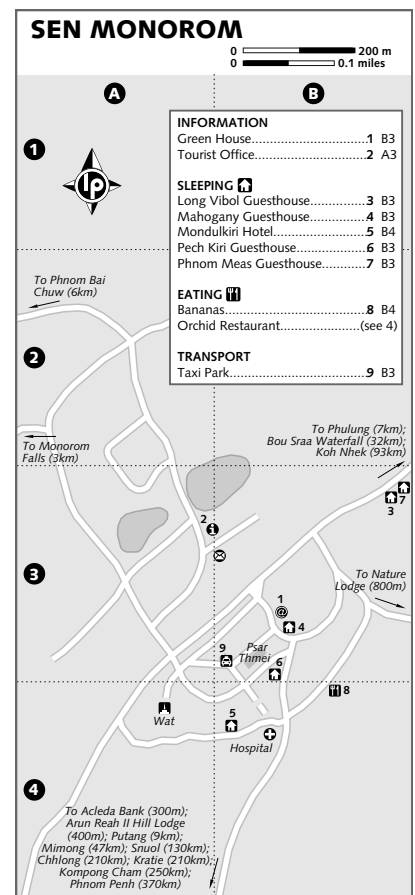 SEN MONOROM
0 200 m
0 0.1 miles
A B
1
lp
INFORMATION
Green House.....................................1 B3
Tourist Office...................................2 A3
SLEEPING
Long Vibol Guesthouse................3 B3
Mahogany Guesthouse................4 B3
Mondulkiri Hotel............................5 B4
Pech Kiri Guesthouse....................6 B3
Phnom Meas Guesthouse............7 B3
EATING
Bananas............................................8 B4
Orchid Restaurant....................(see 4)
TRANSPORT
Taxi Park...........................................9 B3
To Phnom Bai
Chuw (6km)
2
To Monorom
Falls (3km)
To Phulung (7km);
Bou Sraa Waterfall (32km);
Koh Nhek (93km)
7
3
2
3
To Nature
Lodge (800m)
1
@
4
9
Psar
Thmei
6
8
Wat
5
Hospital
4
To Acleda Bank (300m);
Arun Reah II Hill Lodge
(400m); Putang (9km);
Mimong (47km); Snuol (130km);
Chhlong (210km); Kratie (210km);
Kompong Cham (250km);
Phnom Penh (370km)